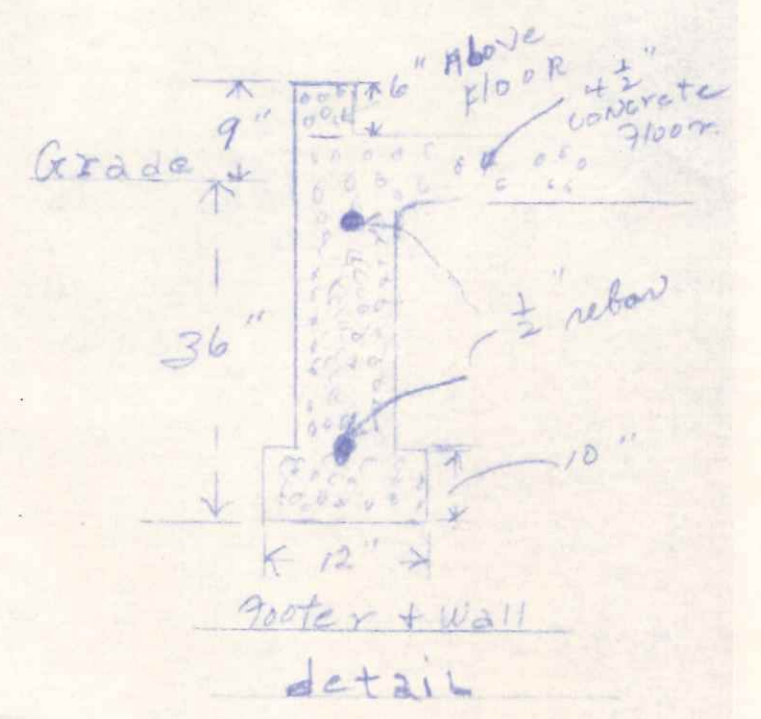 6" Above
FlooR
4 1/2"
concrete
Floor.
9"
Grade
36"
1/2" rebar
10"
12"
Footer + Wall
detail